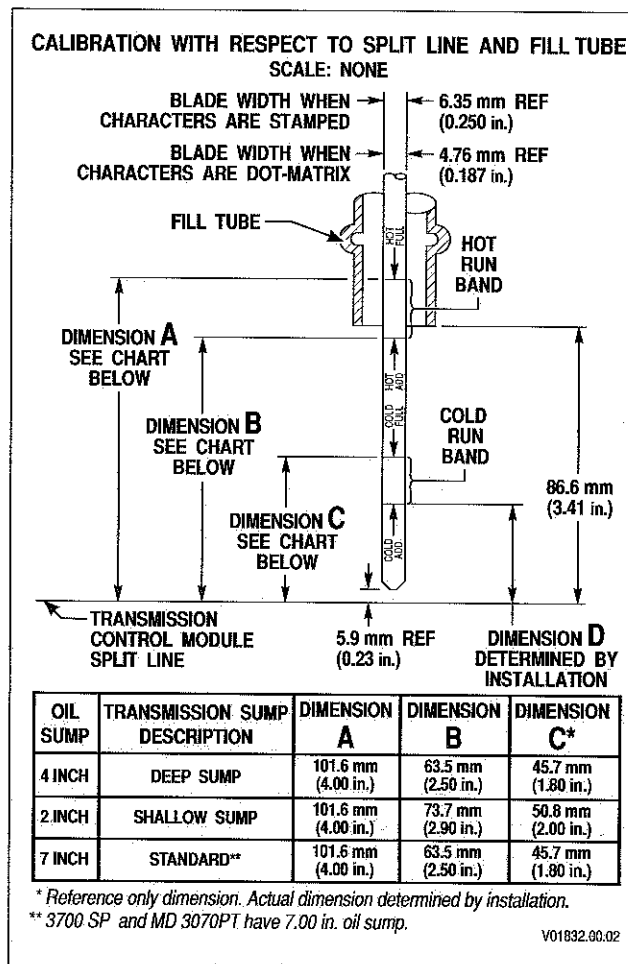 CALIBRATION WITH RESPECT TO SPLIT LINE AND FILL TUBE
SCALE: NONE
BLADE WIDTH WHEN
CHARACTERS ARE STAMPED
6.35 mm REF
(0.250 in.)
BLADE WIDTH WHEN
CHARACTERS ARE DOT-MATRIX
4.76 mm REF
(0.187 in.)
FILL TUBE
HOT
FULL
HOT
RUN
BAND
DIMENSION A
SEE CHART
BELOW
DIMENSION B
SEE CHART
BELOW
HOT ADD
COLD
FULL
COLD
RUN
BAND
DIMENSION C
SEE CHART
BELOW
COLD
ADD
86.6 mm
(3.41 in.)
TRANSMISSION
CONTROL MODULE
SPLIT LINE
5.9 mm REF
(0.23 in.)
DIMENSION D
DETERMINED BY
INSTALLATION
OIL SUMP TRANSMISSION SUMP DESCRIPTION DIMENSION A DIMENSION B DIMENSION C*
4 INCH DEEP SUMP 101.6 mm (4.00 in.) 63.5 mm (2.50 in.) 45.7 mm (1.80 in.)
2 INCH SHALLOW SUMP 101.6 mm (4.00 in.) 73.7 mm (2.90 in.) 50.8 mm (2.00 in.)
7 INCH STANDARD** 101.6 mm (4.00 in.) 63.5 mm (2.50 in.) 45.7 mm (1.80 in.)
* Reference only dimension. Actual dimension determined by installation.
** 3700 SP and MD 3070PT have 7.00 in. oil sump.
V01832.00.02